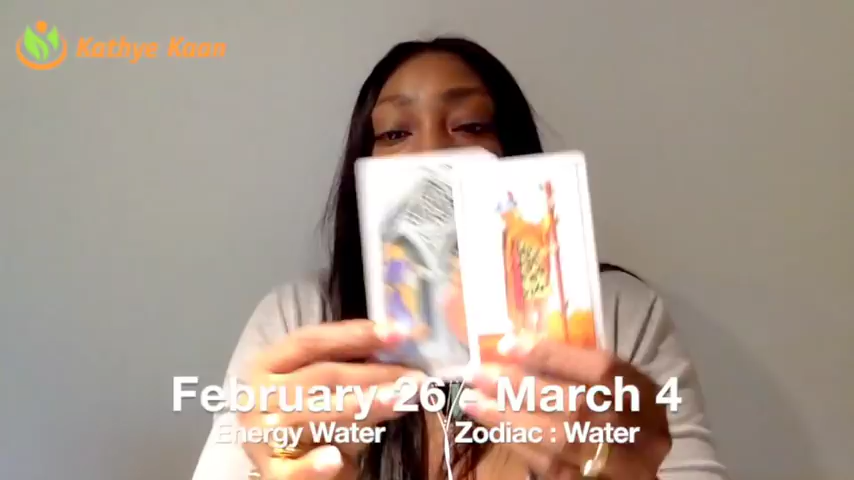 Kathye Kaan
February 26 - March 4
Energy Water
Zodiac : Water